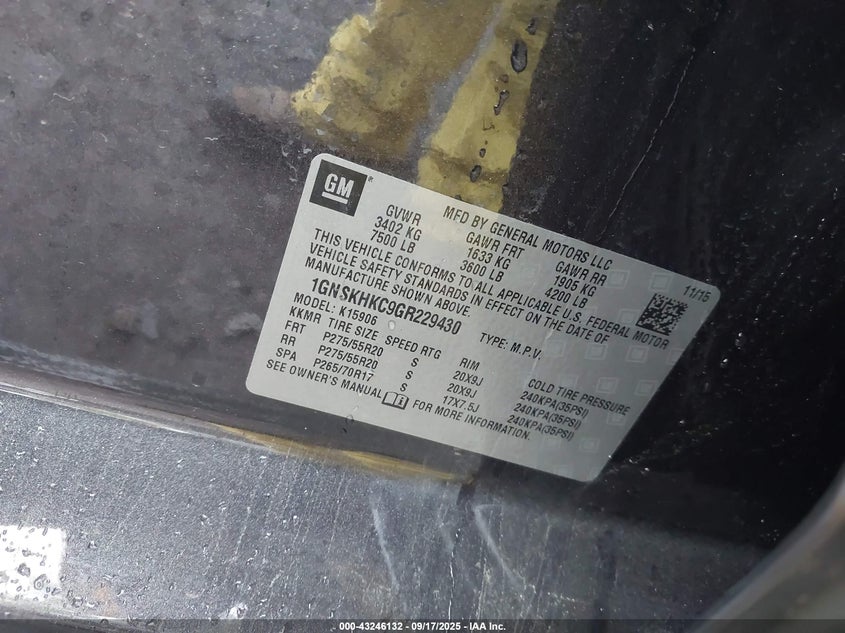 GM®
MFD BY GENERAL MOTORS LLC
11/15
GVWR GAWR FRT GAWR RR
3402 KG 1633 KG 1905 KG
7500 LB 3600 LB 4200 LB
THIS VEHICLE CONFORMS TO ALL APPLICABLE U.S. FEDERAL MOTOR
VEHICLE SAFETY STANDARDS IN EFFECT ON THE DATE OF
MANUFACTURE SHOWN ABOVE.
1GNSKHKC9GR229430 TYPE: M.P.V.
MODEL: K15906
KKMR TIRE SIZE SPEED RTG RIM COLD TIRE PRESSURE
FRT P275/55R20 S 20X9J 240KPA(35PSI)
RR P275/55R20 S 20X9J 240KPA(35PSI)
SPA P265/70R17 S 17X7.5J 240KPA(35PSI)
SEE OWNER'S MANUAL FOR MORE INFORMATION.
000-43246132 - 09/17/2025 - IAA Inc.